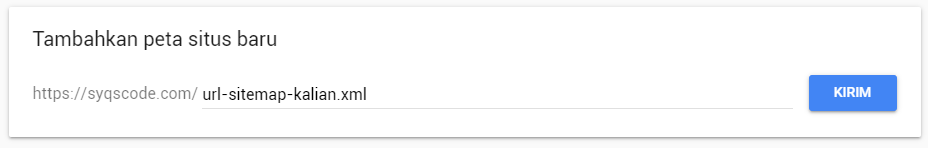 Tambahkan peta situs baru
https://syqscode.com/ url-sitemap-kalian.xml KIRIM